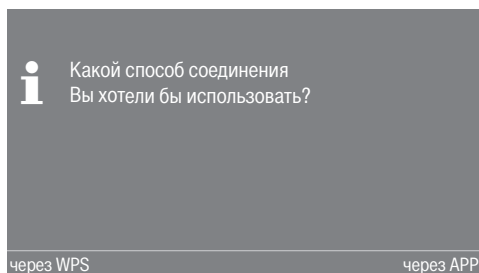 Какой способ соединения
Вы хотели бы использовать?
через WPS
через APP